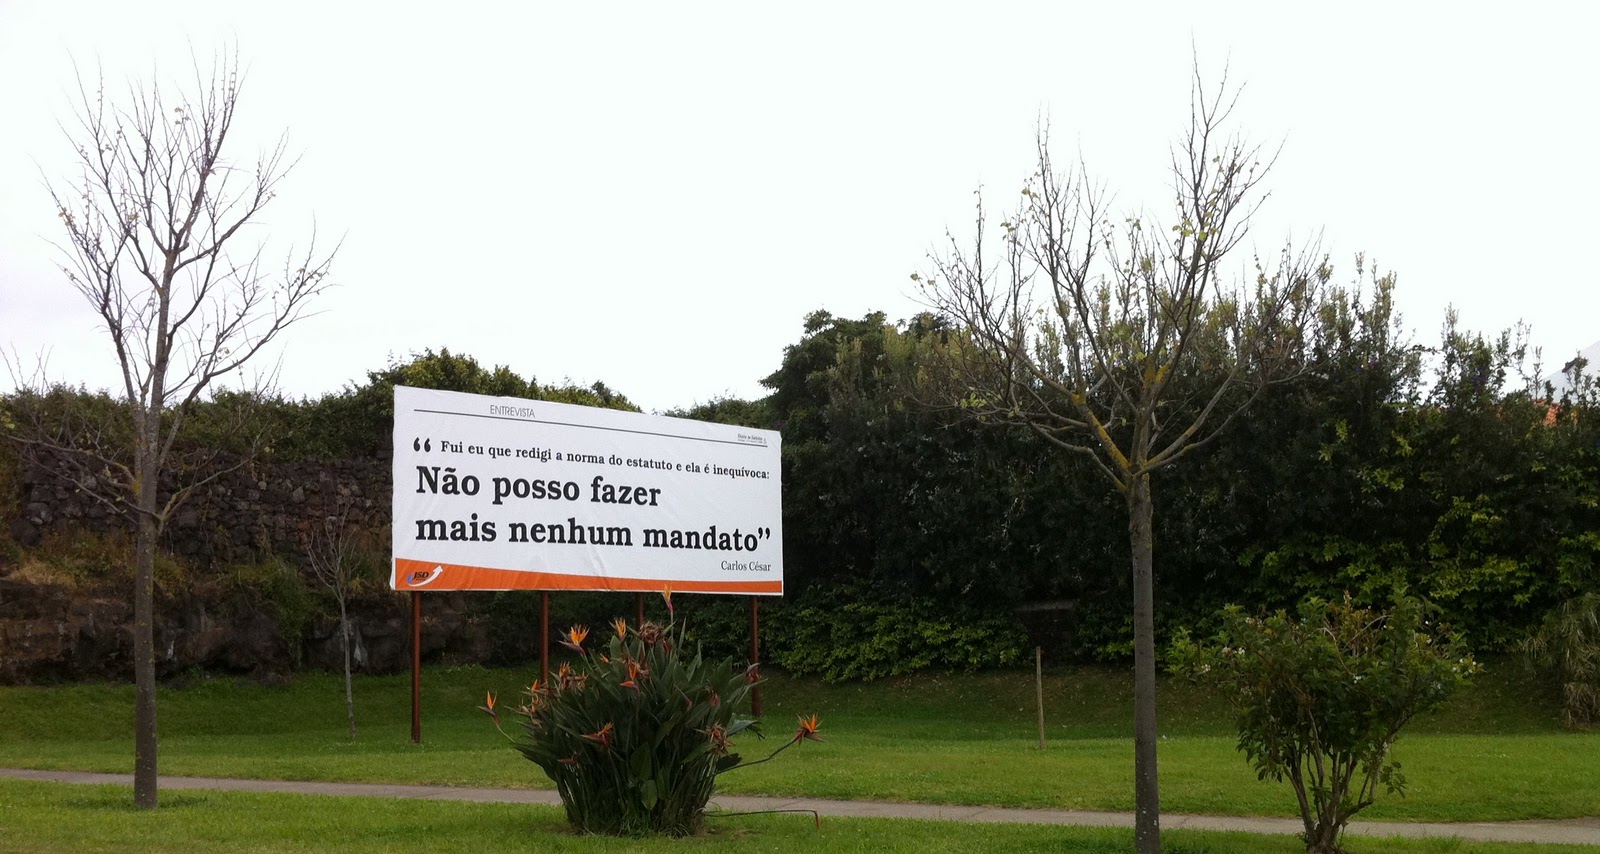 ENTREVISTA
“ Fui eu que redigi a norma do estatuto e ela é inequívoca:
Não posso fazer
mais nenhum mandato”
Carlos César
JSD